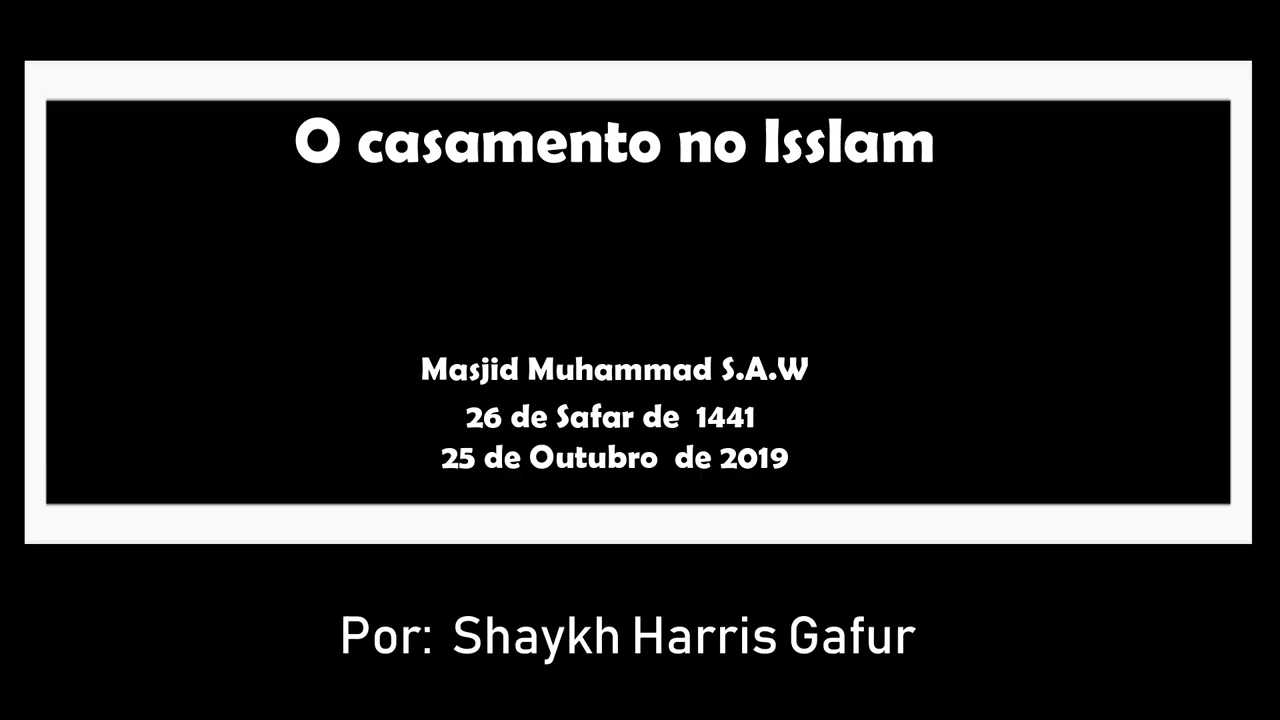 O casamento no Isslam
Masjid Muhammad S.A.W
26 de Safar de 1441
25 de Outubro de 2019
Por: Shaykh Harris Gafur